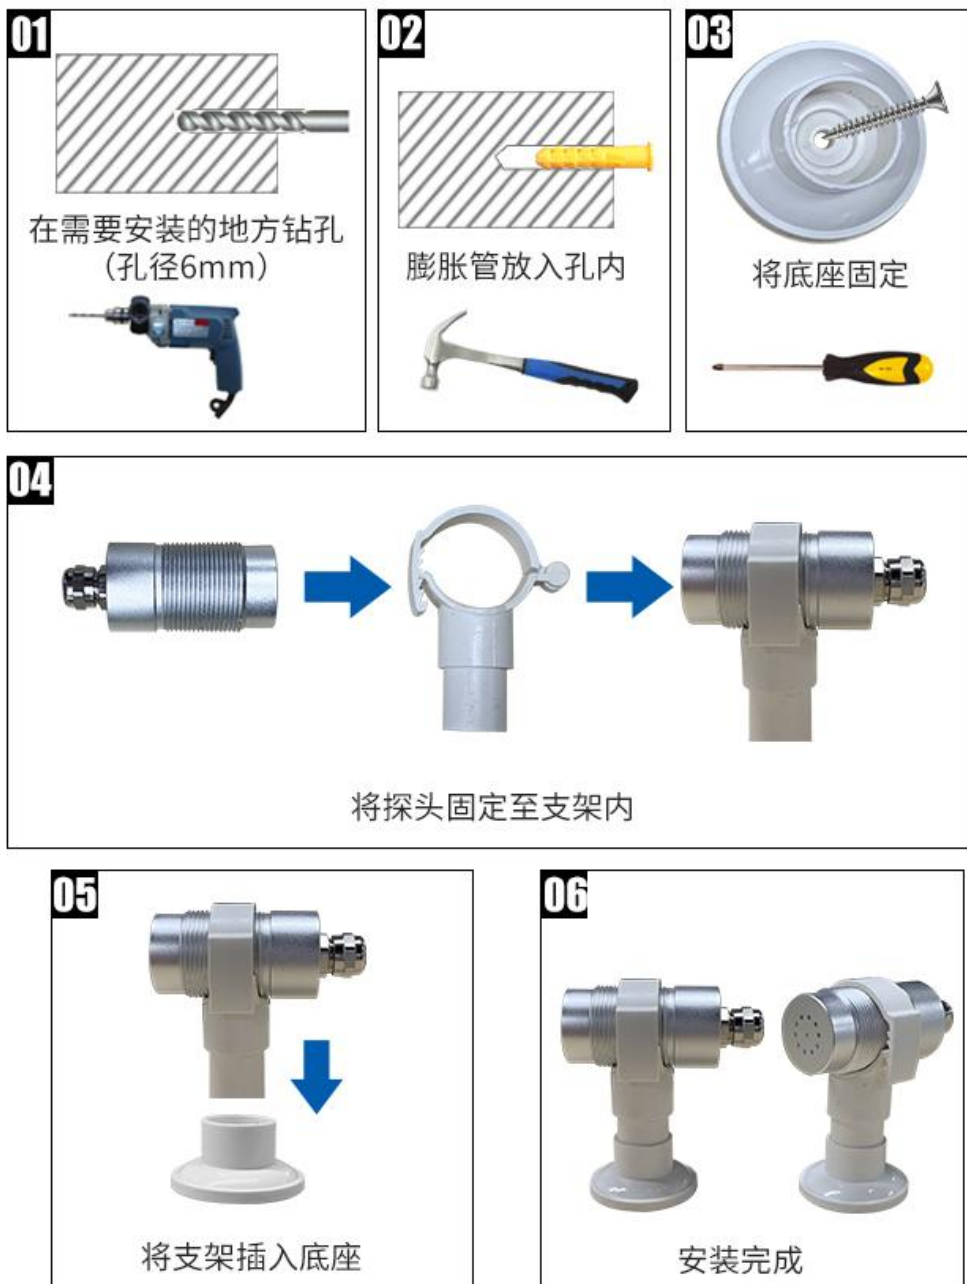 01
在需要安装的地方钻孔
（孔径6mm）
02
膨胀管放入孔内
03
将底座固定
04
将探头固定至支架内
05
将支架插入底座
06
安装完成